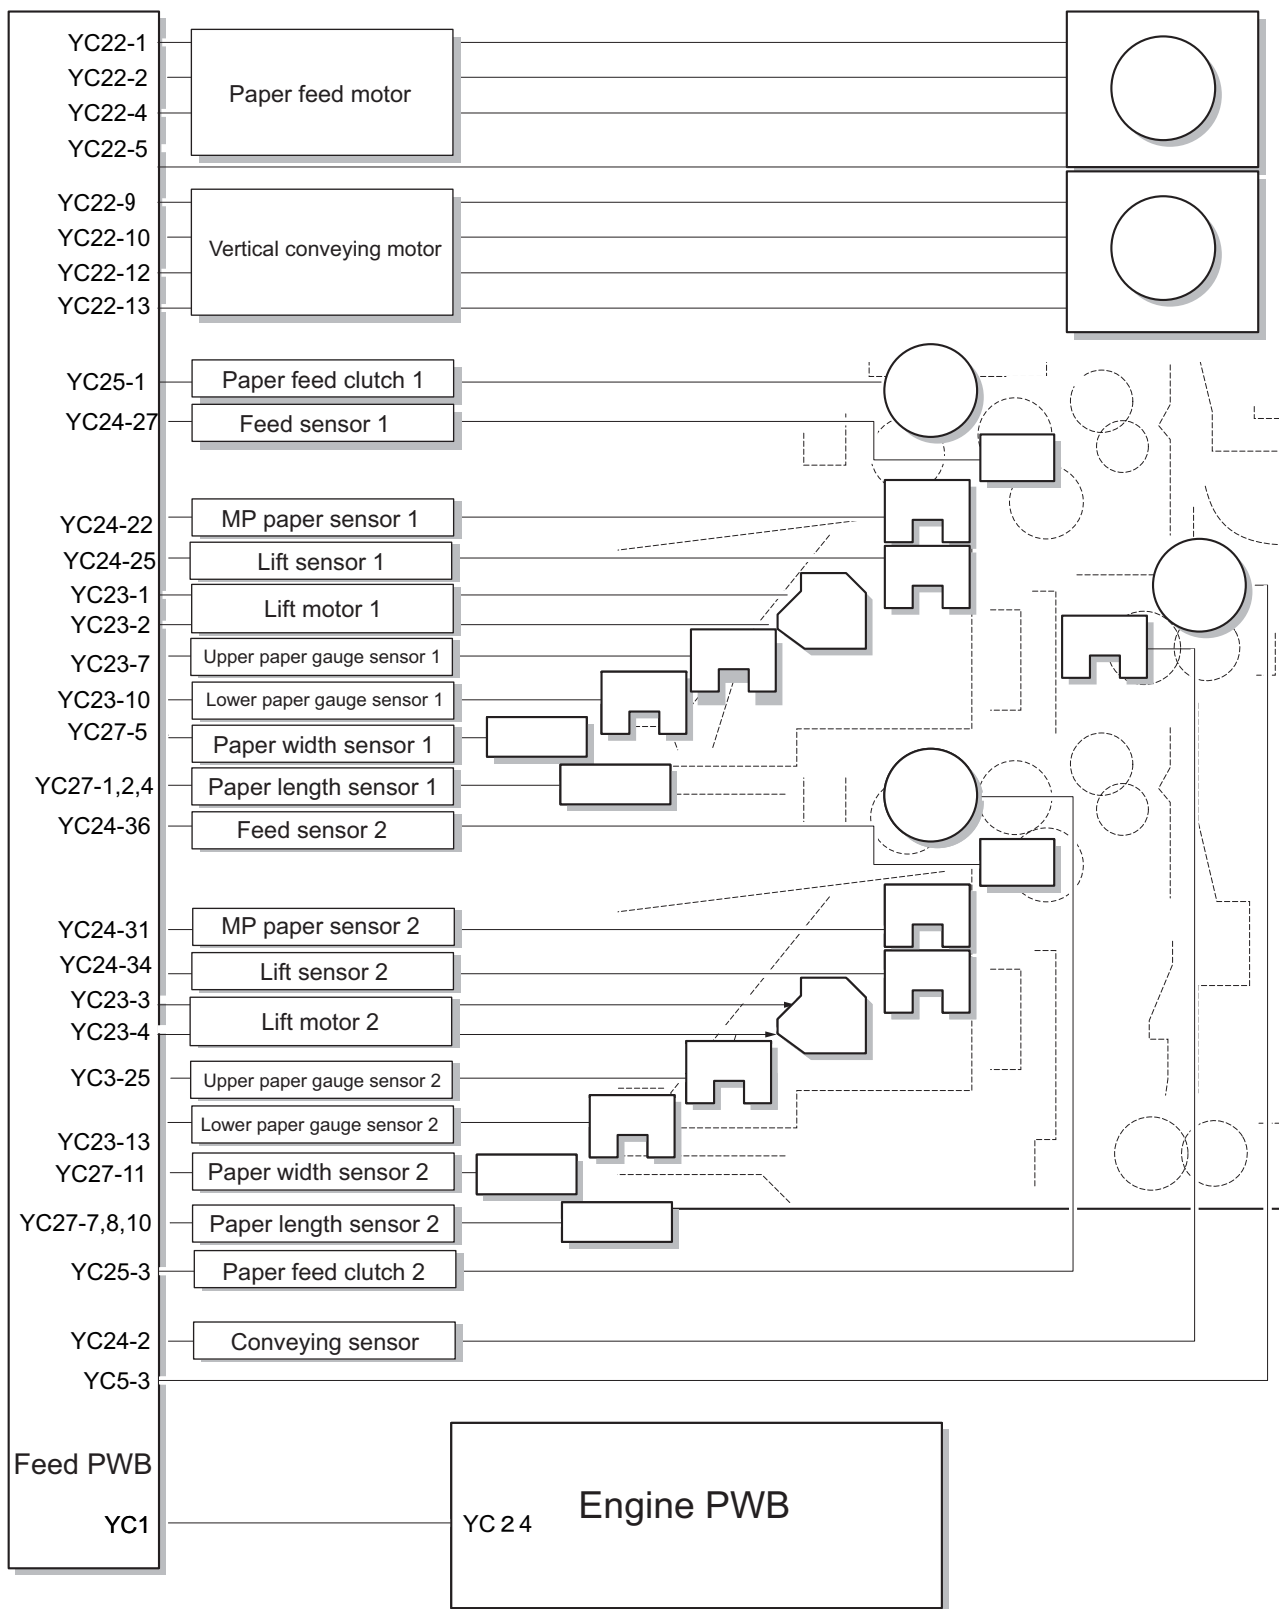 YC22-1
YC22-2
Paper feed motor
YC22-4
YC22-5
YC22-9
YC22-10
Vertical conveying motor
YC22-12
YC22-13
YC25-1 Paper feed clutch 1
YC24-27 Feed sensor 1
YC24-22 MP paper sensor 1
YC24-25 Lift sensor 1
YC23-1
Lift motor 1
YC23-2
YC23-7 Upper paper gauge sensor 1
YC23-10 Lower paper gauge sensor 1
YC27-5 Paper width sensor 1
YC27-1,2,4 Paper length sensor 1
YC24-36 Feed sensor 2
YC24-31 MP paper sensor 2
YC24-34 Lift sensor 2
YC23-3
Lift motor 2
YC23-4
YC3-25 Upper paper gauge sensor 2
YC23-13 Lower paper gauge sensor 2
YC27-11 Paper width sensor 2
YC27-7,8,10 Paper length sensor 2
YC25-3 Paper feed clutch 2
YC24-2 Conveying sensor
YC5-3
Feed PWB
Engine PWB
YC1 YC24